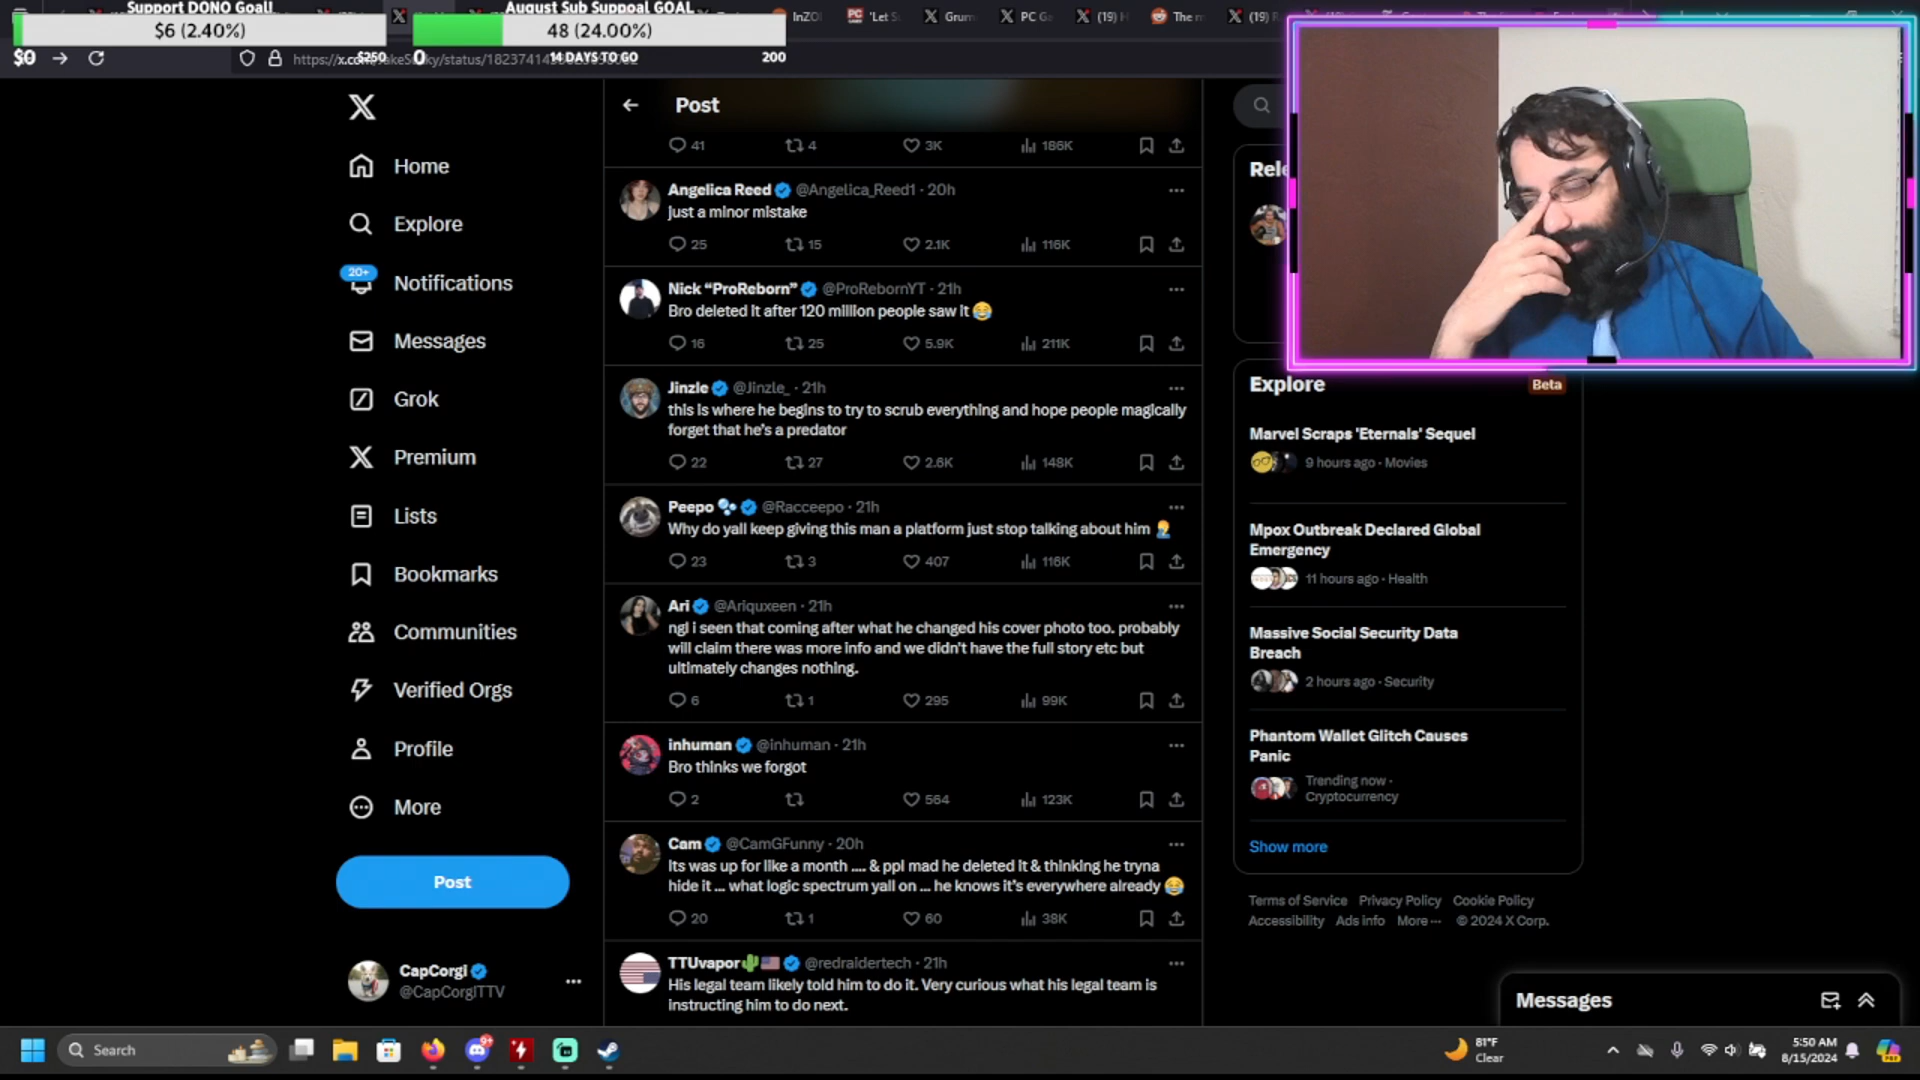 Support DONO Goal!
$6 (2.40%)
$0
$250
August Sub Suppoal GOAL
48 (24.00%)
0
14 DAYS TO GO
200
InZO
'Let S
Grum
PC Ga
(19) H
The m
(19)
Post
41
4
3K
186K
Angelica Reed @Angelica_Reed1 · 20h
just a minor mistake
25
15
2.1K
116K
Nick “ProReborn” @ProRebornYT · 21h
Bro deleted it after 120 million people saw it 😂
16
25
5.9K
211K
Jinzle @Jinzle_ · 21h
this is where he begins to try to scrub everything and hope people magically
forget that he’s a predator
22
27
2.6K
148K
Peepo @Racceepo · 21h
Why do yall keep giving this man a platform just stop talking about him
23
3
407
116K
Ari @Ariquxeen · 21h
ngl i seen that coming after what he changed his cover photo too. probably
will claim there was more info and we didn’t have the full story etc but
ultimately changes nothing.
6
1
295
99K
inhuman @inhuman · 21h
Bro thinks we forgot
2
564
123K
Cam @CamGFunny · 20h
Its was up for like a month .... & ppl mad he deleted it & thinking he tryna
hide it ... what logic spectrum yall on ... he knows it’s everywhere already 😂
20
1
60
38K
TTUvapor🌵🇺🇸 @redraidertech · 21h
His legal team likely told him to do it. Very curious what his legal team is
instructing him to do next.
Home
Explore
20+
Notifications
Messages
Grok
Premium
Lists
Bookmarks
Communities
Verified Orgs
Profile
More
Post
CapCorgi
@CapCorgiTTV
Rele
Explore
Beta
Marvel Scraps 'Eternals' Sequel
9 hours ago · Movies
Mpox Outbreak Declared Global
Emergency
11 hours ago · Health
Massive Social Security Data
Breach
2 hours ago · Security
Phantom Wallet Glitch Causes
Panic
Trending now ·
Cryptocurrency
Show more
Terms of Service Privacy Policy Cookie Policy
Accessibility Ads info More ··· © 2024 X Corp.
Messages
Search
9+
81°F
Clear
5:50 AM
8/15/2024